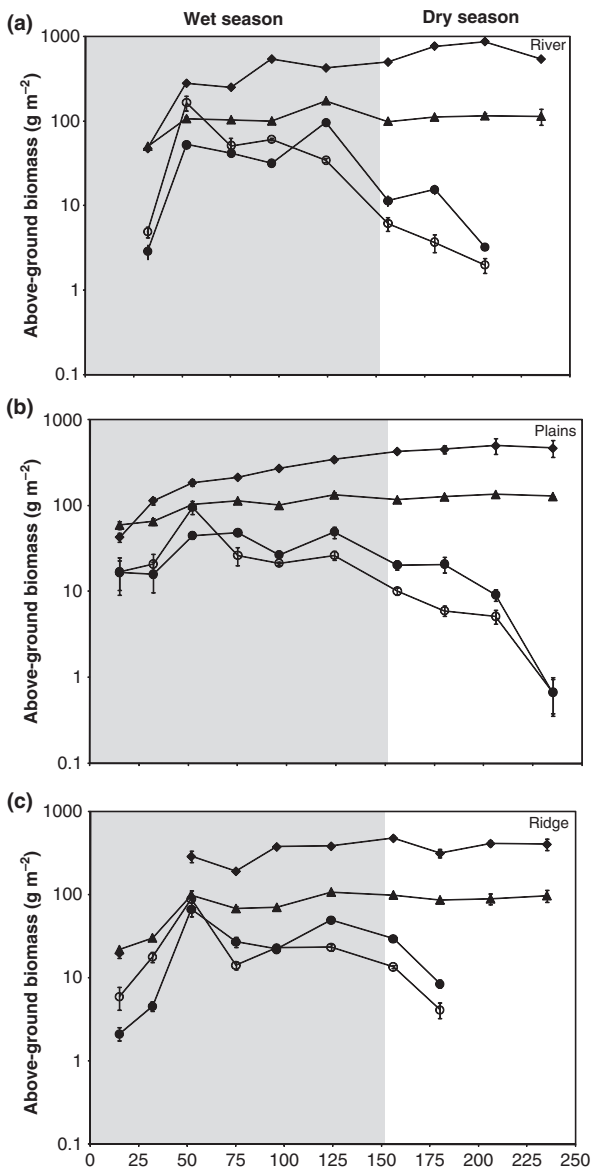 Wet season Dry season
(a)
River
1000
100
10
1
0.1
Above-ground biomass (g m⁻²)
(b)
Plains
1000
100
10
1
0.1
Above-ground biomass (g m⁻²)
(c)
Ridge
1000
100
10
1
0.1
Above-ground biomass (g m⁻²)
0 25 50 75 100 125 150 175 200 225 250